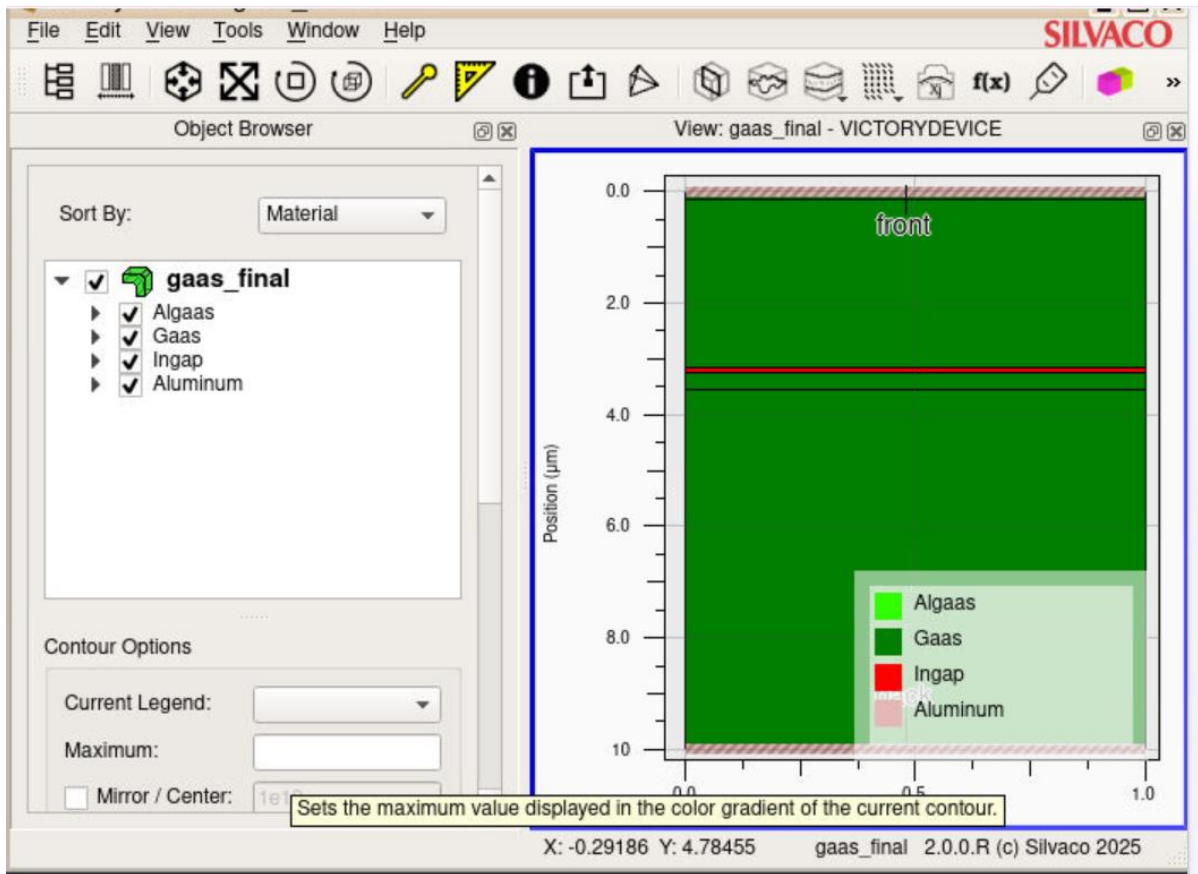 File Edit View Tools Window Help
SILVACO
f(x)
»
Object Browser
View: gaas_final - VICTORYDEVICE
Sort By: Material
gaas_final
Algaas
Gaas
Ingap
Aluminum
Contour Options
Current Legend:
Maximum:
Mirror / Center:
Sets the maximum value displayed in the color gradient of the current contour.
0.0
front
2.0
4.0
Position (µm)
6.0
8.0
10
Algaas
Gaas
Ingap
Aluminum
0.0 0.5 1.0
X: -0.29186 Y: 4.78455 gaas_final 2.0.0.R (c) Silvaco 2025